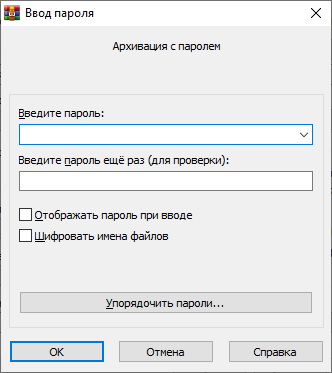 Ввод пароля
Архивация с паролем
Введите пароль:
Введите пароль ещё раз (для проверки):
Отображать пароль при вводе
Шифровать имена файлов
Упорядочить пароли...
ОК
Отмена
Справка